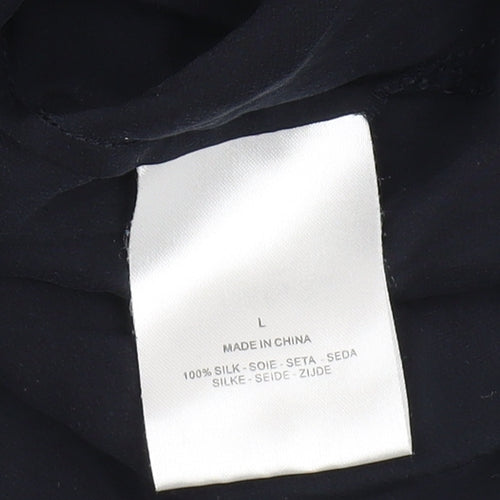 L
MADE IN CHINA
100% SILK - SOIE - SETA - SEDA
SILKE - SEIDE - ZIJDE